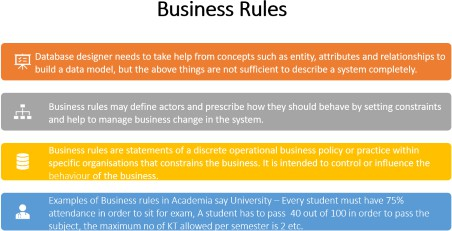 Business Rules
Database designer needs to take help from concepts such as entity, attributes and relationships to
build a data model, but the above things are not sufficient to describe a system completely.
Business rules may define actors and prescribe how they should behave by setting constraints
and help to manage business change in the system.
Business rules are statements of a discrete operational business policy or practice within
specific organisations that constrains the business. It is intended to control or influence the
behaviour of the business.
Examples of Business rules in Academia say University – Every student must have 75%
attendance in order to sit for exam, A student has to pass 40 out of 100 in order to pass the
subject, the maximum no of KT allowed per semester is 2 etc.